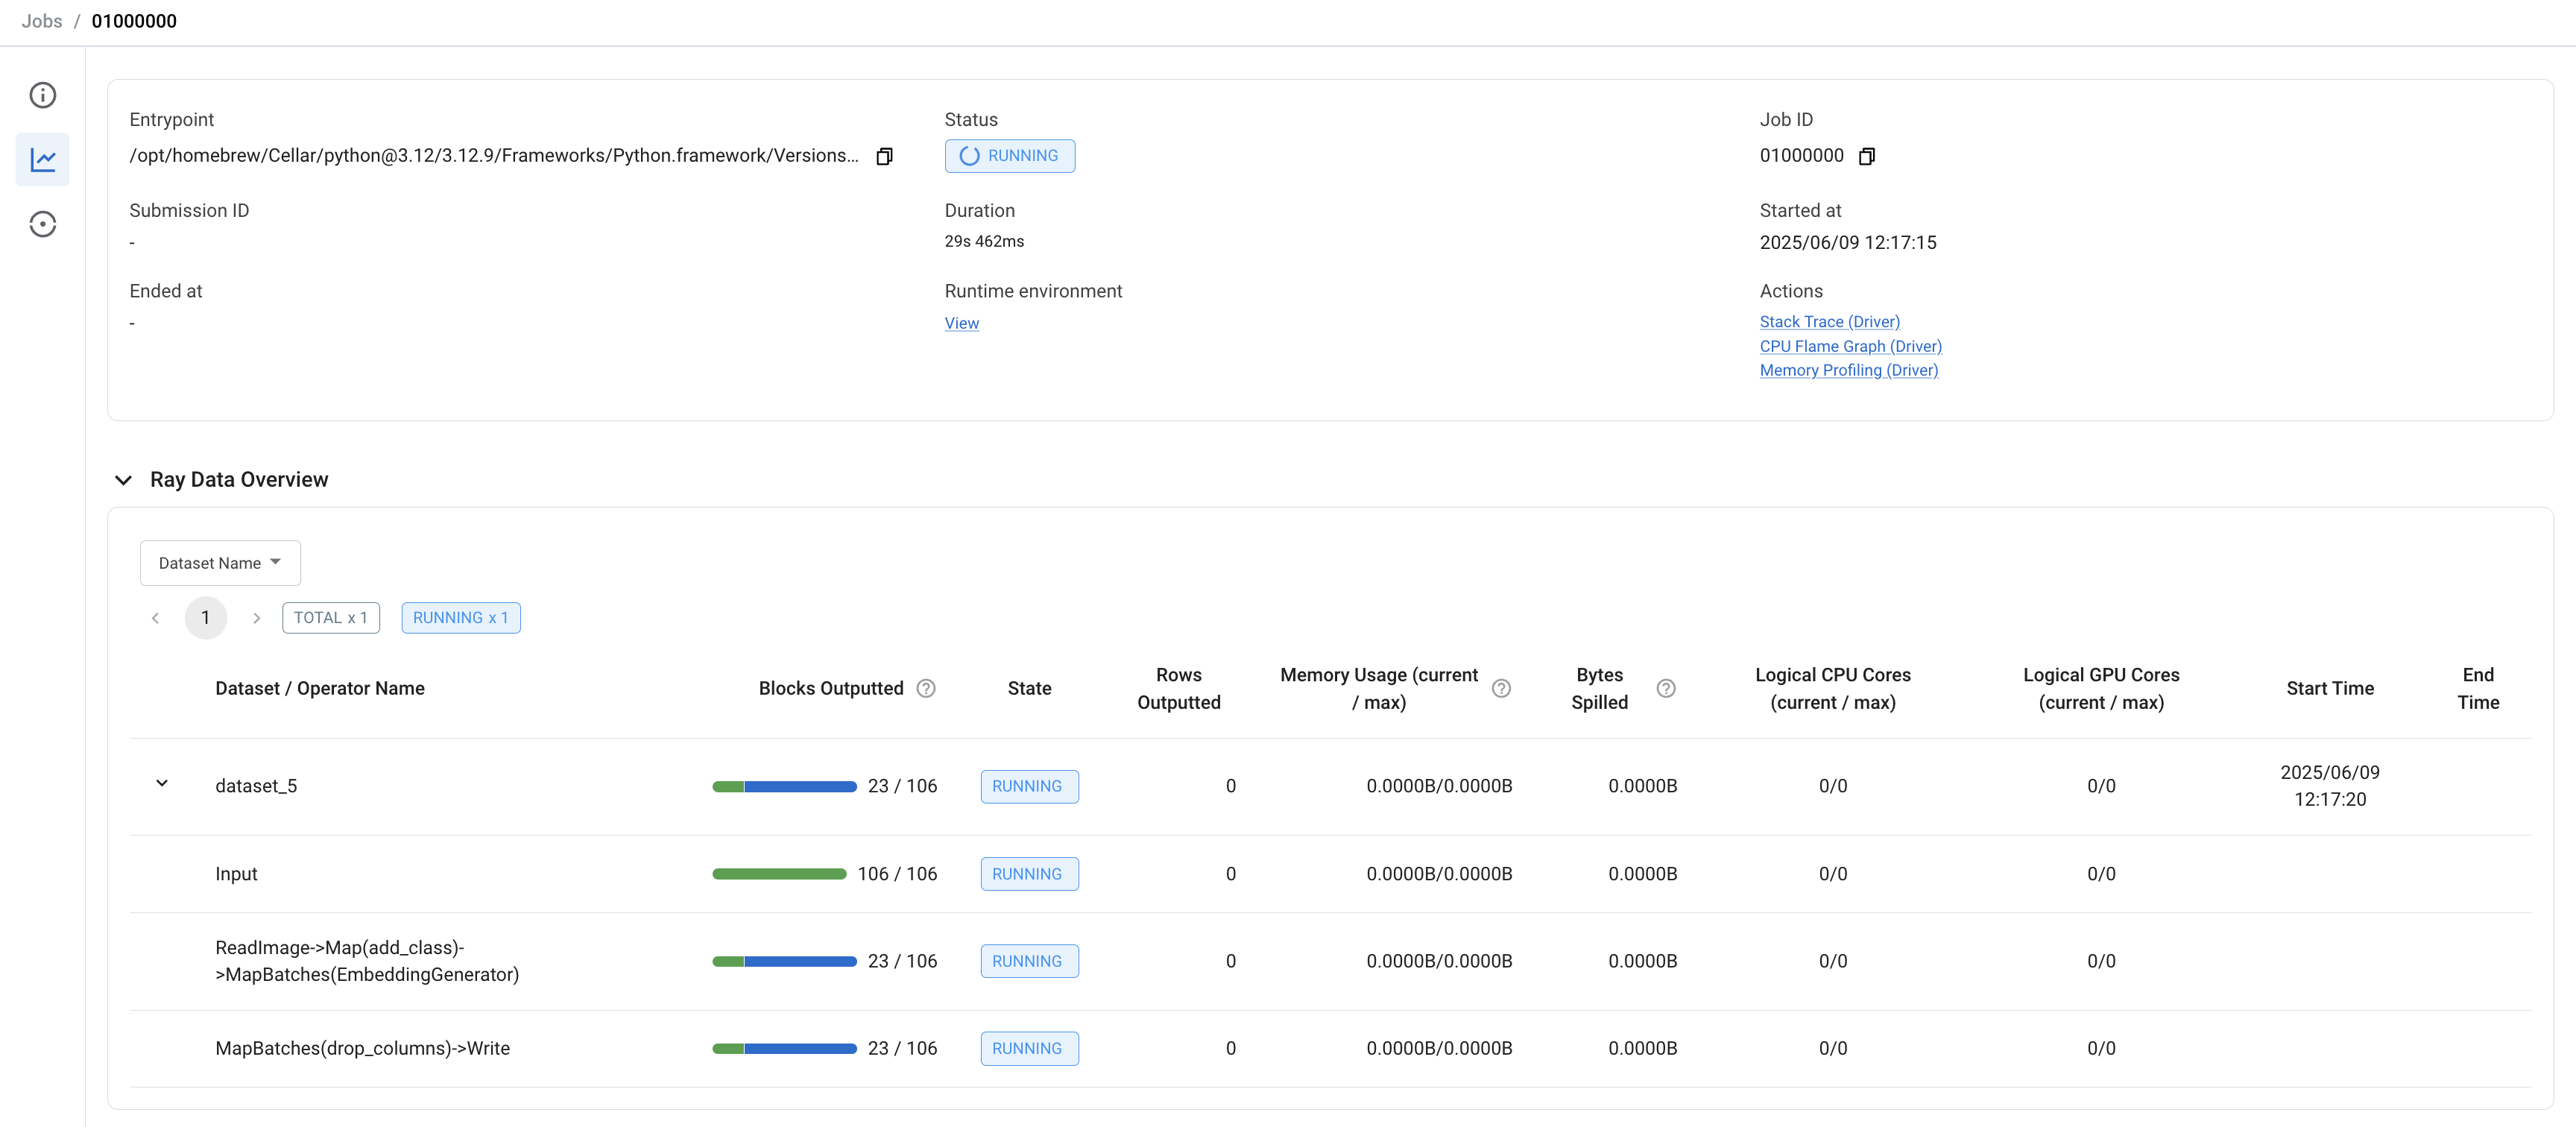 Jobs / 01000000
Entrypoint
/opt/homebrew/Cellar/python@3.12/3.12.9/Frameworks/Python.framework/Versions...
Status
RUNNING
Job ID
01000000
Submission ID
-
Duration
29s 462ms
Started at
2025/06/09 12:17:15
Ended at
-
Runtime environment
View
Actions
Stack Trace (Driver)
CPU Flame Graph (Driver)
Memory Profiling (Driver)
Ray Data Overview
Dataset Name
1 TOTAL x 1 RUNNING x 1
Dataset / Operator Name
Blocks Outputted
State
Rows
Outputted
Memory Usage (current
/ max)
Bytes
Spilled
Logical CPU Cores
(current / max)
Logical GPU Cores
(current / max)
Start Time
End
Time
dataset_5 23 / 106 RUNNING 0 0.0000B/0.0000B 0.0000B 0/0 0/0
2025/06/09
12:17:20
Input 106 / 106 RUNNING 0 0.0000B/0.0000B 0.0000B 0/0 0/0
ReadImage->Map(add_class)-
>MapBatches(EmbeddingGenerator)
23 / 106 RUNNING 0 0.0000B/0.0000B 0.0000B 0/0 0/0
MapBatches(drop_columns)->Write 23 / 106 RUNNING 0 0.0000B/0.0000B 0.0000B 0/0 0/0